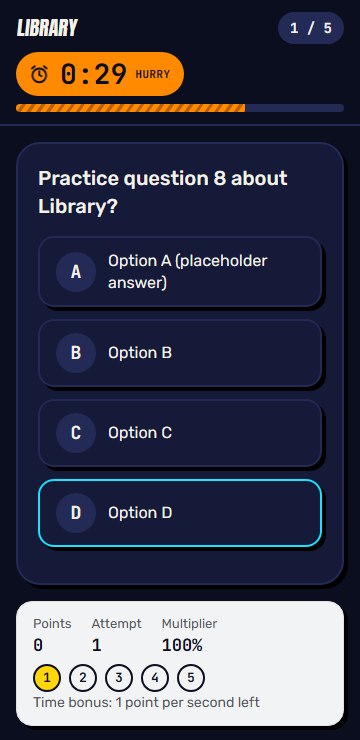 LIBRARY
1 / 5
0:29 HURRY
Practice question 8 about
Library?
A Option A (placeholder
answer)
B Option B
C Option C
D Option D
Points Attempt Multiplier
0 1 100%
1 2 3 4 5
Time bonus: 1 point per second left